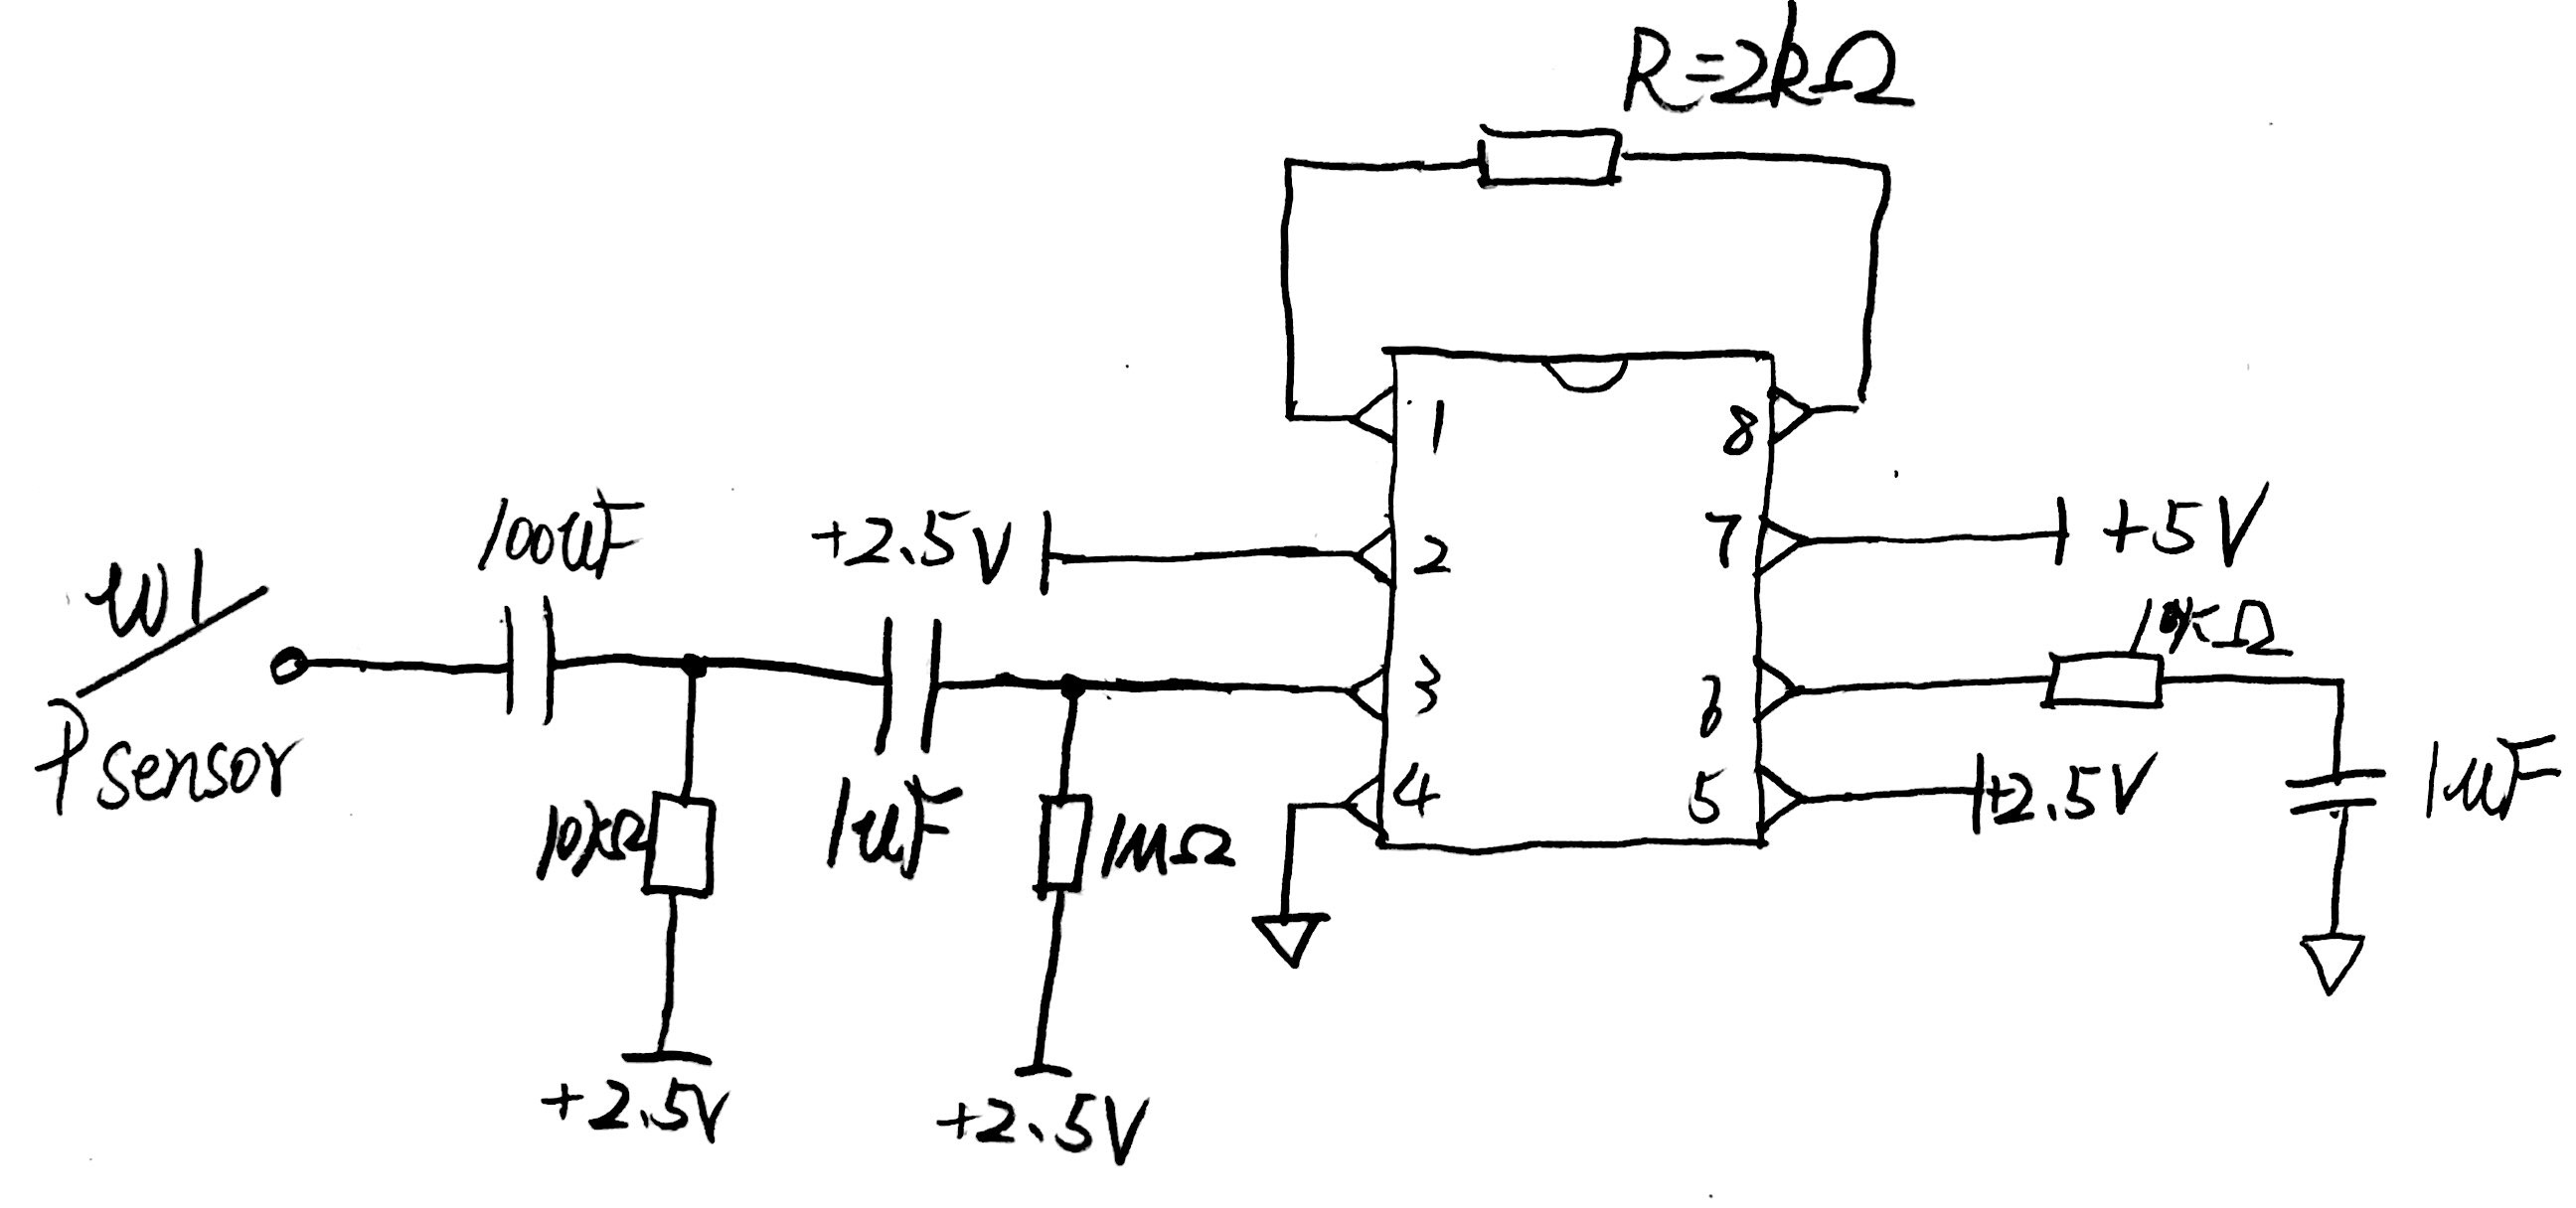 R=2kΩ
1
8
100uF
+2.5V
2
7
+5V
W1
10kΩ
3
6
Psensor
10kΩ
1uF
1MΩ
4
5
+2.5V
1uF
+2.5V
+2.5V